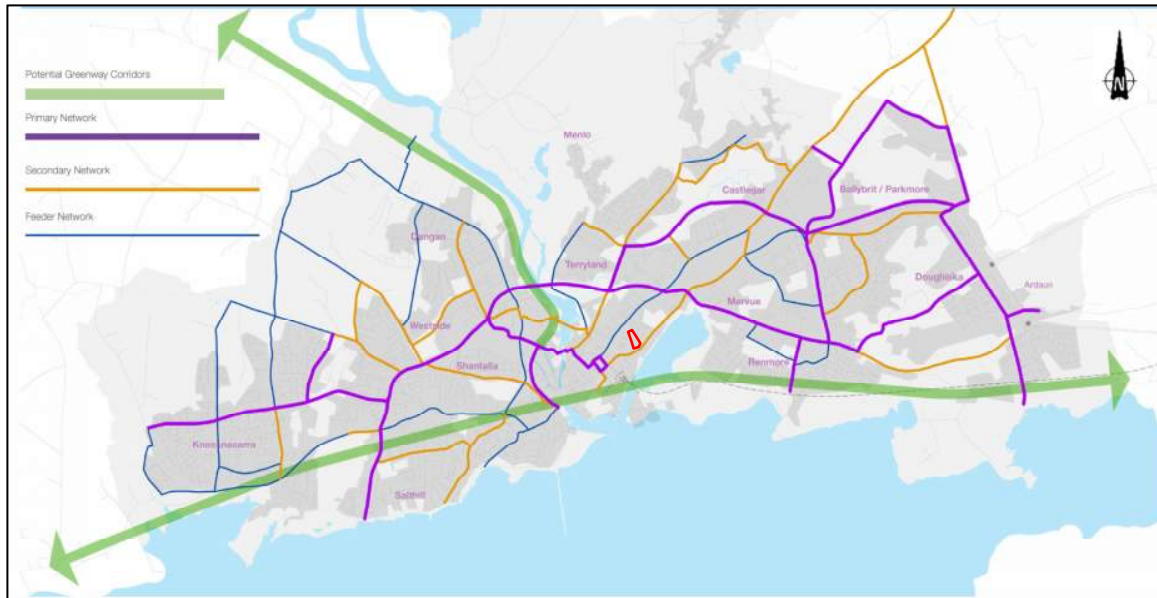 Potential Greenway Corridors
Primary Network
Secondary Network
Feeder Network
N
Menlo
Castlegar
Ballybrit / Parkmore
Dangan
Terryland
Doughiska
Ardaun
Mervue
Westside
Renmore
Shantalla
Knocknacarra
Salthill